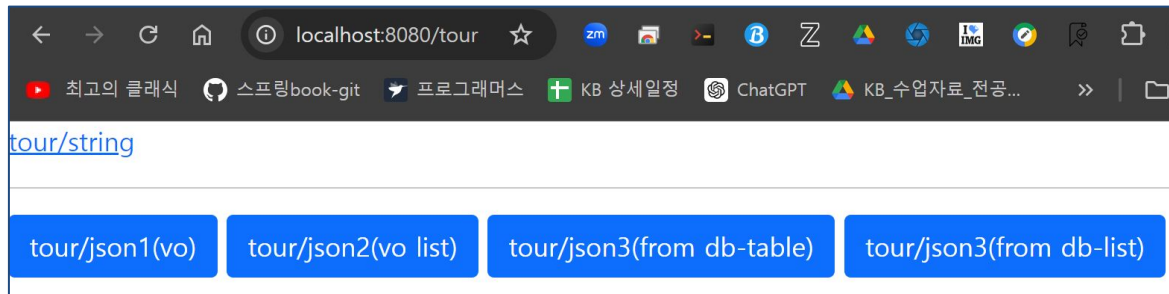 localhost:8080/tour zm B Z I IMG
최고의 클래식 스프링book-git 프로그래머스 KB 상세일정 ChatGPT KB_수업자료_전공... »
tour/string
tour/json1(vo) tour/json2(vo list) tour/json3(from db-table) tour/json3(from db-list)